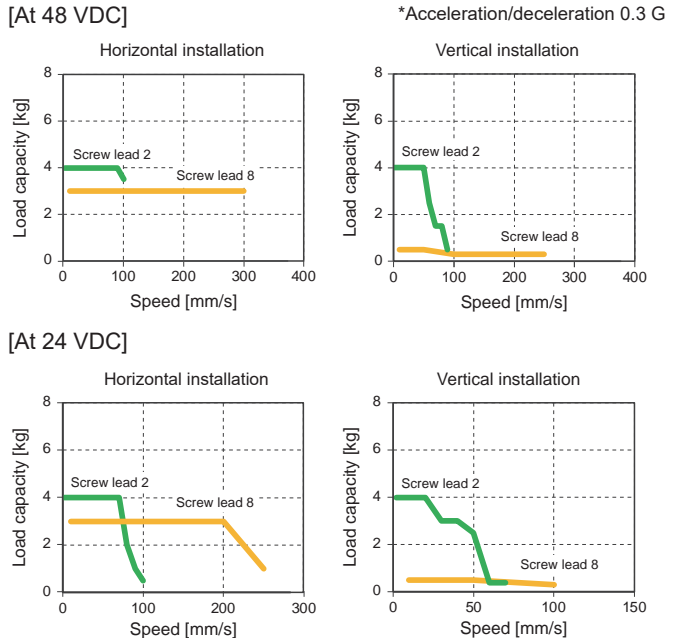 [At 48 VDC]
*Acceleration/deceleration 0.3 G
Horizontal installation
Load capacity [kg]
8
6
4
2
0
Screw lead 2
Screw lead 8
0 100 200 300 400
Speed [mm/s]
Vertical installation
Load capacity [kg]
8
6
4
2
0
Screw lead 2
Screw lead 8
0 100 200 300 400
Speed [mm/s]
[At 24 VDC]
Horizontal installation
Load capacity [kg]
8
6
4
2
0
Screw lead 2
Screw lead 8
0 100 200 300
Speed [mm/s]
Vertical installation
Load capacity [kg]
8
6
4
2
0
Screw lead 2
Screw lead 8
0 50 100 150
Speed [mm/s]